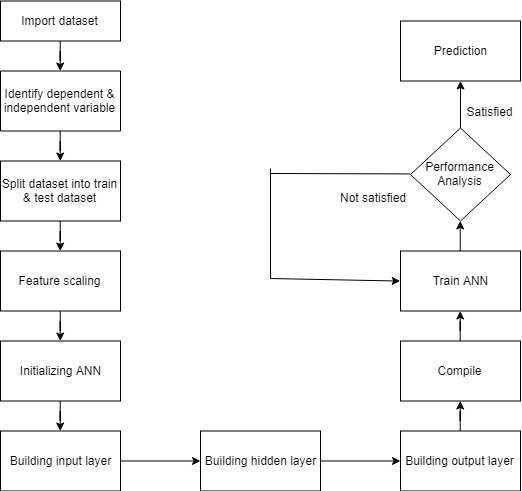 Import dataset
Identify dependent &
independent variable
Split dataset into train
& test dataset
Feature scaling
Initializing ANN
Building input layer
Building hidden layer
Building output layer
Compile
Train ANN
Performance
Analysis
Not satisfied
Satisfied
Prediction